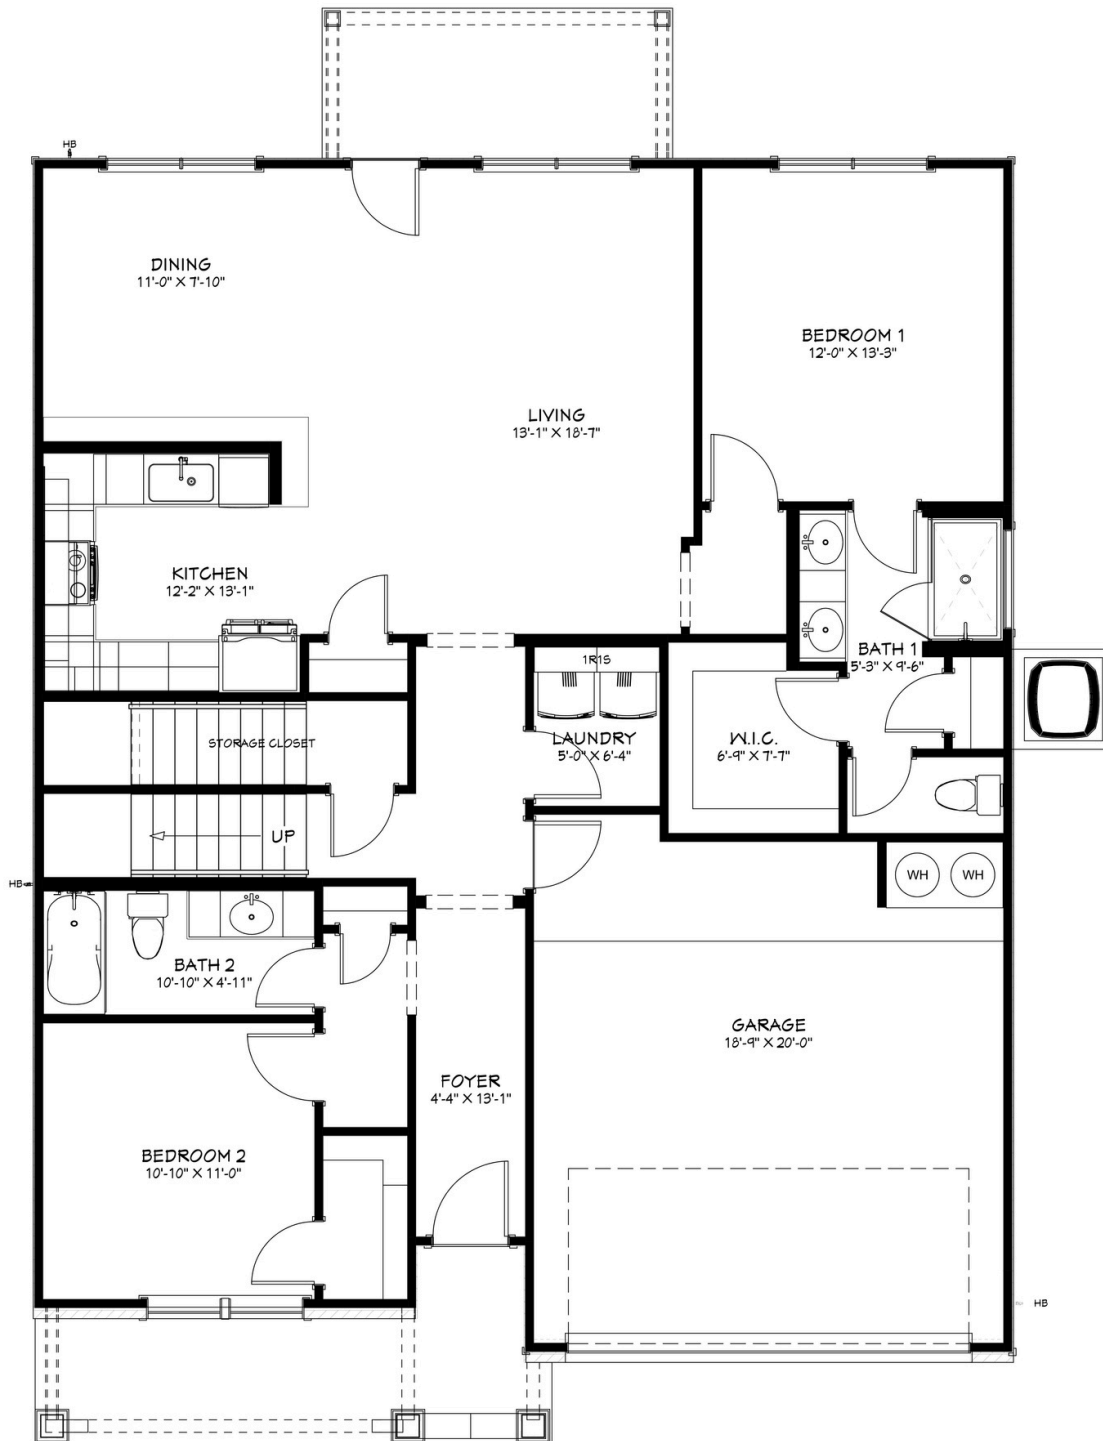 HB
DINING
11'-0" X 7'-10"
BEDROOM 1
12'-0" X 13'-3"
LIVING
13'-1" X 18'-7"
KITCHEN
12'-2" X 13'-1"
1R1S
BATH 1
5'-3" X 9'-6"
STORAGE CLOSET
LAUNDRY
5'-0" X 6'-4"
W.I.C.
6'-9" X 7'-7"
UP
HB
WH
WH
BATH 2
10'-10" X 4'-11"
GARAGE
18'-9" X 20'-0"
FOYER
4'-4" X 13'-1"
BEDROOM 2
10'-10" X 11'-0"
HB